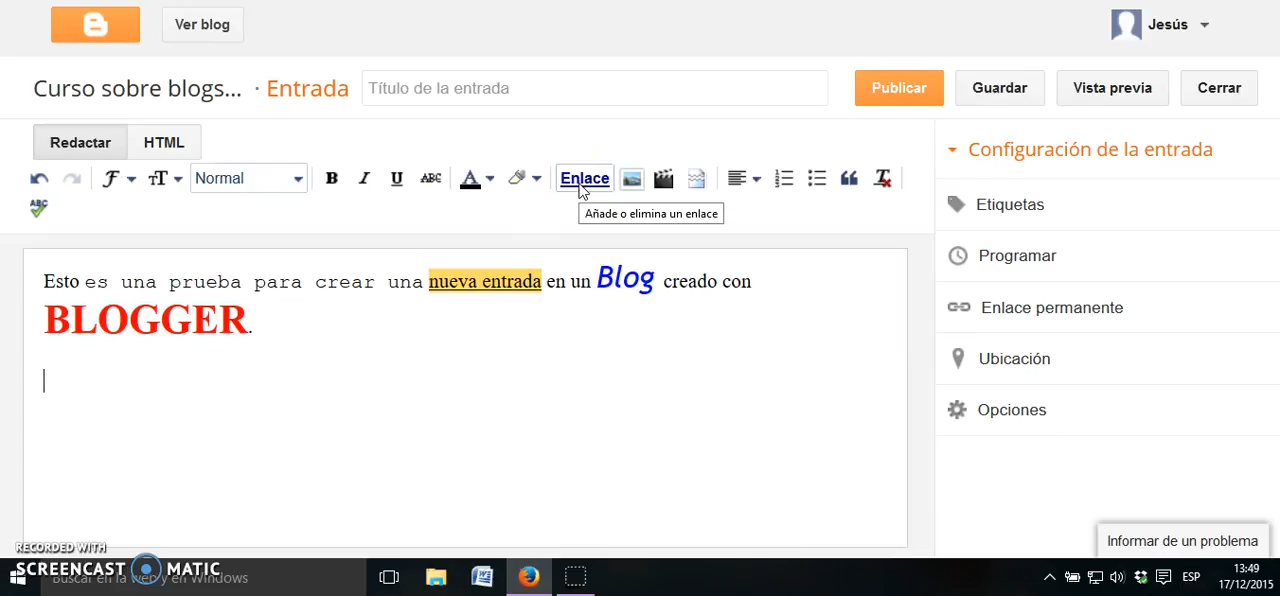 Ver blog
Jesús
Curso sobre blogs... · Entrada
Título de la entrada
Publicar
Guardar
Vista previa
Cerrar
Redactar
HTML
Normal
B I U ABC A
Enlace
ABC
Añade o elimina un enlace
Esto es una prueba para crear una nueva entrada en un Blog creado con
BLOGGER.
Configuración de la entrada
Etiquetas
Programar
Enlace permanente
Ubicación
Opciones
Informar de un problema
RECORDED WITH
SCREENCAST MATIC
Buscar en la web y en Windows
ESP
13:49
17/12/2015